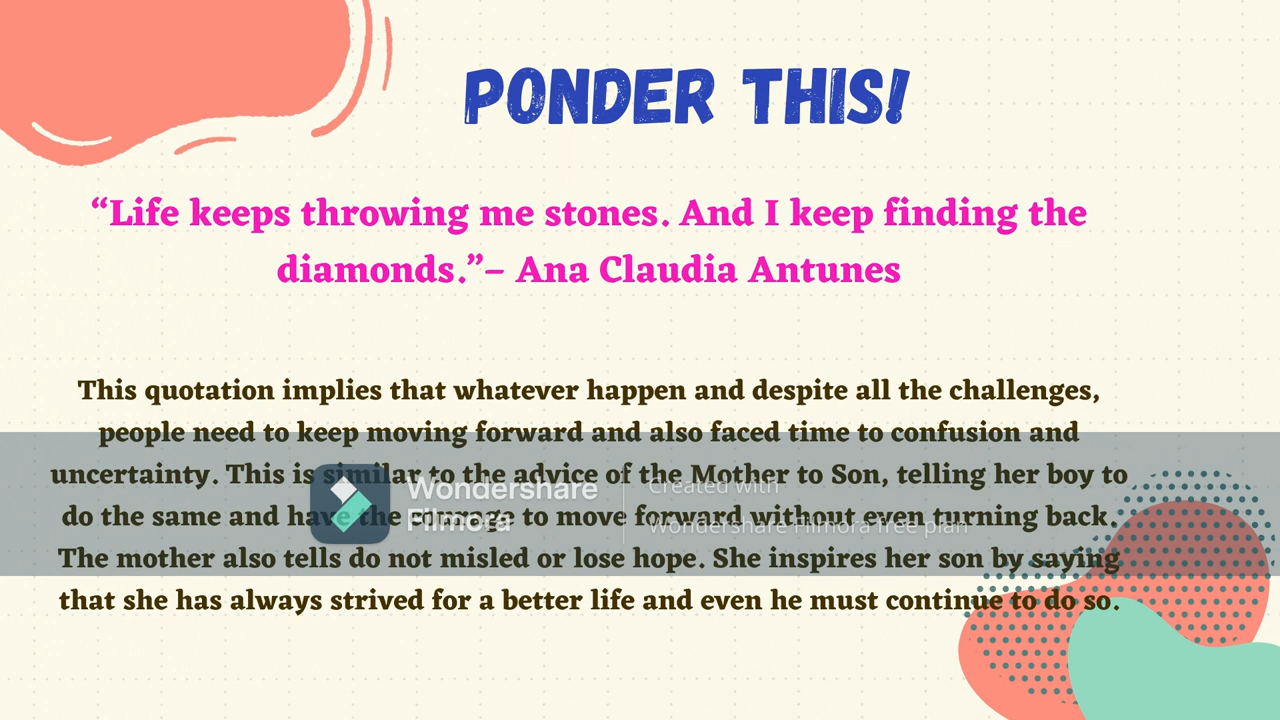 PONDER THIS!
“Life keeps throwing me stones. And I keep finding the
diamonds.”– Ana Claudia Antunes
This quotation implies that whatever happen and despite all the challenges,
people need to keep moving forward and also faced time to confusion and
uncertainty. This is similar to the advice of the Mother to Son, telling her boy to
do the same and have the courage to move forward without even turning back.
The mother also tells do not misled or lose hope. She inspires her son by saying
that she has always strived for a better life and even he must continue to do so.
Wondershare
Filmora
Created with
Wondershare Filmora free plan